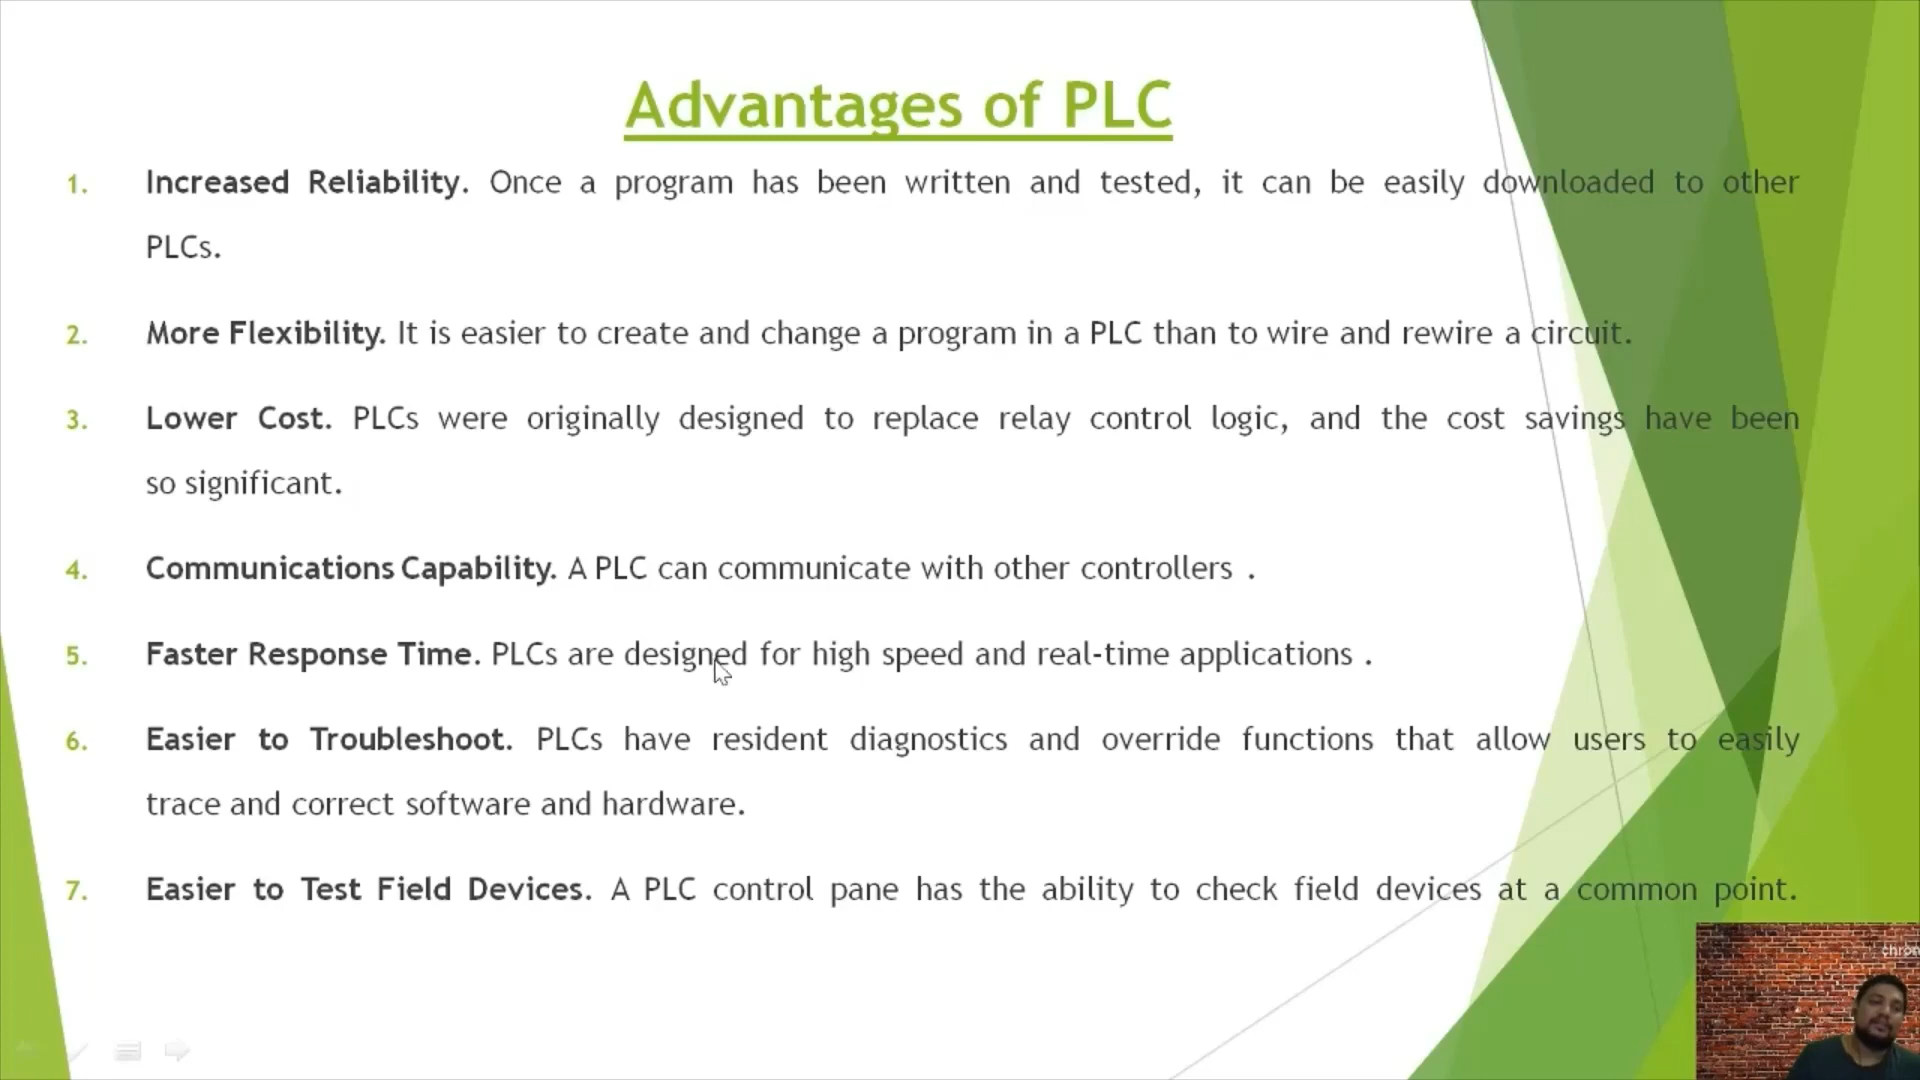 Advantages of PLC
1. Increased Reliability. Once a program has been written and tested, it can be easily downloaded to other
PLCs.
2. More Flexibility. It is easier to create and change a program in a PLC than to wire and rewire a circuit.
3. Lower Cost. PLCs were originally designed to replace relay control logic, and the cost savings have been
so significant.
4. Communications Capability. A PLC can communicate with other controllers .
5. Faster Response Time. PLCs are designed for high speed and real-time applications .
6. Easier to Troubleshoot. PLCs have resident diagnostics and override functions that allow users to easily
trace and correct software and hardware.
7. Easier to Test Field Devices. A PLC control pane has the ability to check field devices at a common point.